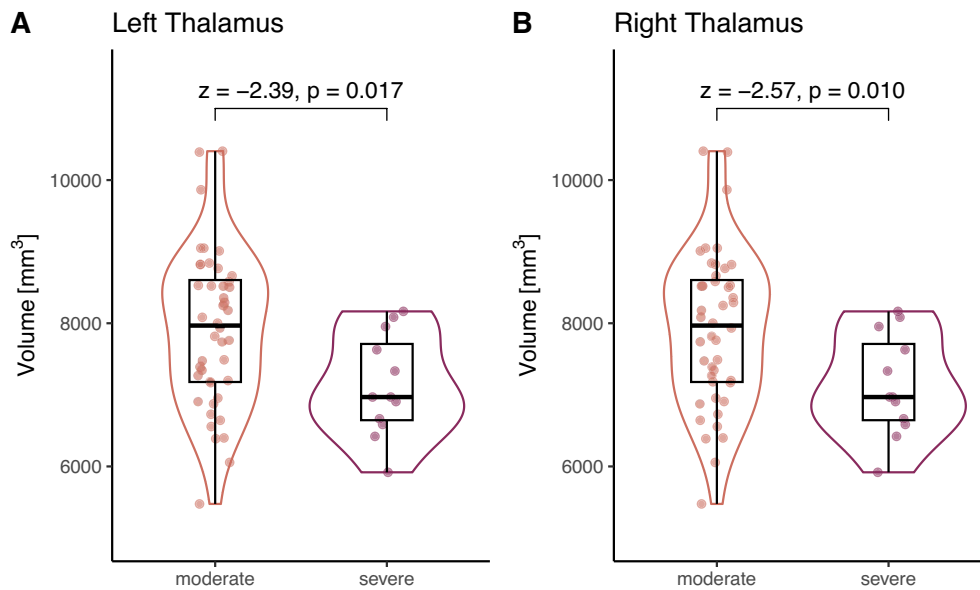 A Left Thalamus
z = −2.39, p = 0.017
Volume [mm³]
10000
8000
6000
moderate severe
B Right Thalamus
z = −2.57, p = 0.010
Volume [mm³]
10000
8000
6000
moderate severe